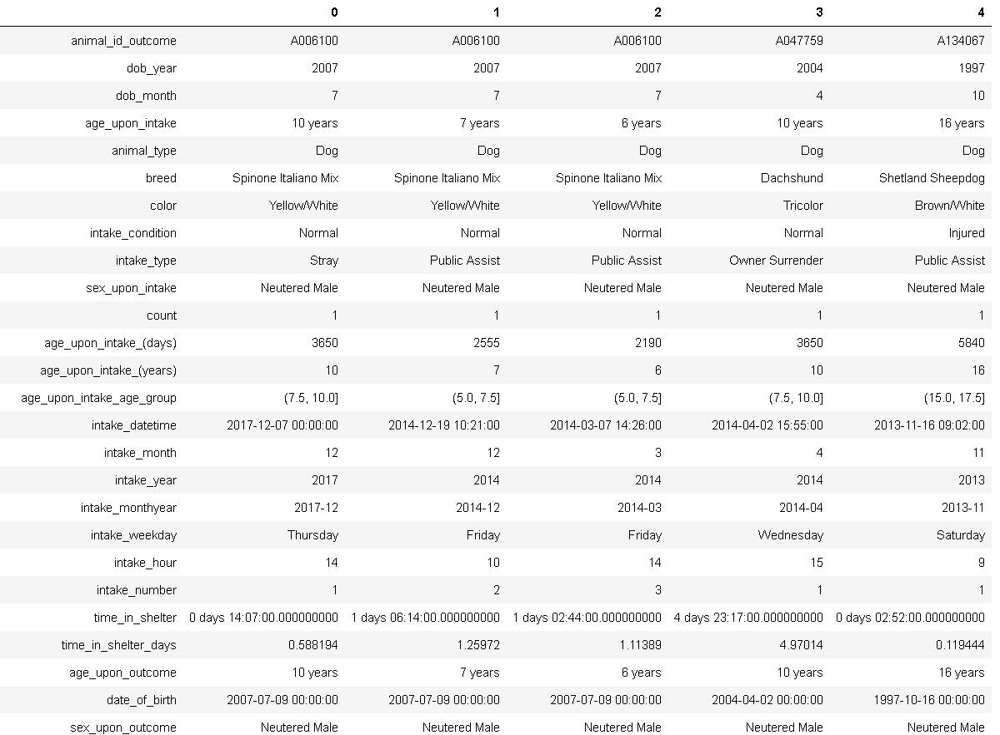 0 1 2 3 4
animal_id_outcome A006100 A006100 A006100 A047759 A134067
dob_year 2007 2007 2007 2004 1997
dob_month 7 7 7 4 10
age_upon_intake 10 years 7 years 6 years 10 years 16 years
animal_type Dog Dog Dog Dog Dog
breed Spinone Italiano Mix Spinone Italiano Mix Spinone Italiano Mix Dachshund Shetland Sheepdog
color Yellow/White Yellow/White Yellow/White Tricolor Brown/White
intake_condition Normal Normal Normal Normal Injured
intake_type Stray Public Assist Public Assist Owner Surrender Public Assist
sex_upon_intake Neutered Male Neutered Male Neutered Male Neutered Male Neutered Male
count 1 1 1 1 1
age_upon_intake_(days) 3650 2555 2190 3650 5840
age_upon_intake_(years) 10 7 6 10 16
age_upon_intake_age_group (7.5, 10.0] (5.0, 7.5] (5.0, 7.5] (7.5, 10.0] (15.0, 17.5]
intake_datetime 2017-12-07 00:00:00 2014-12-19 10:21:00 2014-03-07 14:26:00 2014-04-02 15:55:00 2013-11-16 09:02:00
intake_month 12 12 3 4 11
intake_year 2017 2014 2014 2014 2013
intake_monthyear 2017-12 2014-12 2014-03 2014-04 2013-11
intake_weekday Thursday Friday Friday Wednesday Saturday
intake_hour 14 10 14 15 9
intake_number 1 2 3 1 1
time_in_shelter 0 days 14:07:00.000000000 1 days 06:14:00.000000000 1 days 02:44:00.000000000 4 days 23:17:00.000000000 0 days 02:52:00.000000000
time_in_shelter_days 0.588194 1.25972 1.11389 4.97014 0.119444
age_upon_outcome 10 years 7 years 6 years 10 years 16 years
date_of_birth 2007-07-09 00:00:00 2007-07-09 00:00:00 2007-07-09 00:00:00 2004-04-02 00:00:00 1997-10-16 00:00:00
sex_upon_outcome Neutered Male Neutered Male Neutered Male Neutered Male Neutered Male